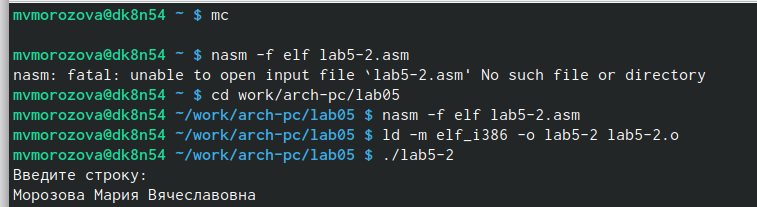 mvmorozova@dk8n54 ~ $ mc
mvmorozova@dk8n54 ~ $ nasm -f elf lab5-2.asm
nasm: fatal: unable to open input file `lab5-2.asm' No such file or directory
mvmorozova@dk8n54 ~ $ cd work/arch-pc/lab05
mvmorozova@dk8n54 ~/work/arch-pc/lab05 $ nasm -f elf lab5-2.asm
mvmorozova@dk8n54 ~/work/arch-pc/lab05 $ ld -m elf_i386 -o lab5-2 lab5-2.o
mvmorozova@dk8n54 ~/work/arch-pc/lab05 $ ./lab5-2
Введите строку:
Морозова Мария Вячеславовна